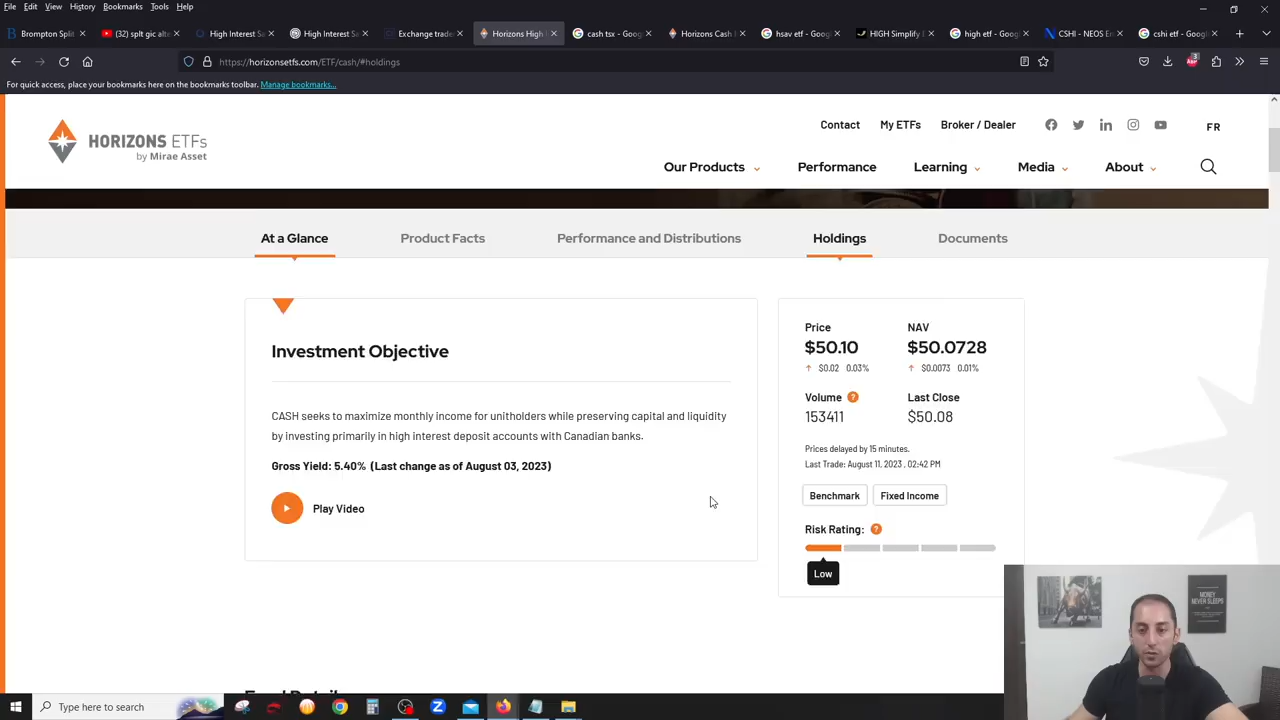 File Edit View History Bookmarks Tools Help
Brompton Split
(32) splt gic alt
High Interest Sa
High Interest Sa
Exchange trade
Horizons High I
cash tsx - Goog
Horizons Cash
hsav etf - Goog
HIGH Simplify E
high etf - Goog
CSHI - NEOS En
cshi etf - Googl
https://horizonsetfs.com/ETF/cash/#holdings
For quick access, place your bookmarks here on the bookmarks toolbar. Manage bookmarks...
HORIZONS ETFs
by Mirae Asset
Contact My ETFs Broker / Dealer FR
Our Products Performance Learning Media About
At a Glance Product Facts Performance and Distributions Holdings Documents
Investment Objective
CASH seeks to maximize monthly income for unitholders while preserving capital and liquidity
by investing primarily in high interest deposit accounts with Canadian banks.
Gross Yield: 5.40% (Last change as of August 03, 2023)
Play Video
Price NAV
$50.10 $50.0728
↑ $0.02 0.03% ↑ $0.0073 0.01%
Volume ? Last Close
153411 $50.08
Prices delayed by 15 minutes.
Last Trade: August 11, 2023 , 02:42 PM
Benchmark Fixed Income
Risk Rating: ?
Low
MONEY
NEVER SLEEPS
Type here to search